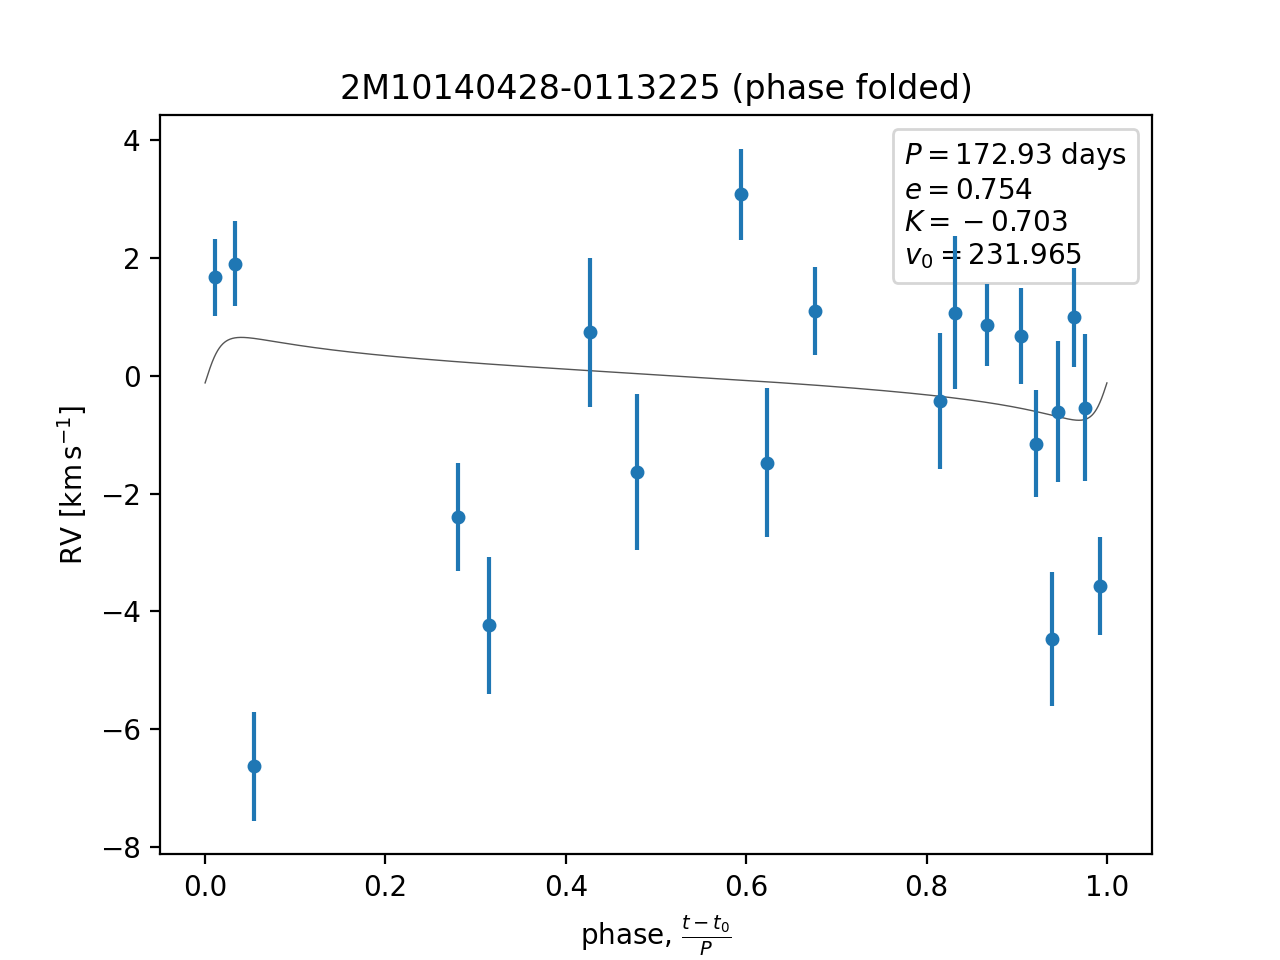 2M10140428-0113225 (phase folded)
P = 172.93 days
e = 0.754
K = −0.703
v₀ = 231.965
4
2
0
−2
−4
−6
−8
RV [km s⁻¹]
0.0 0.2 0.4 0.6 0.8 1.0
phase, (t − t₀)/P